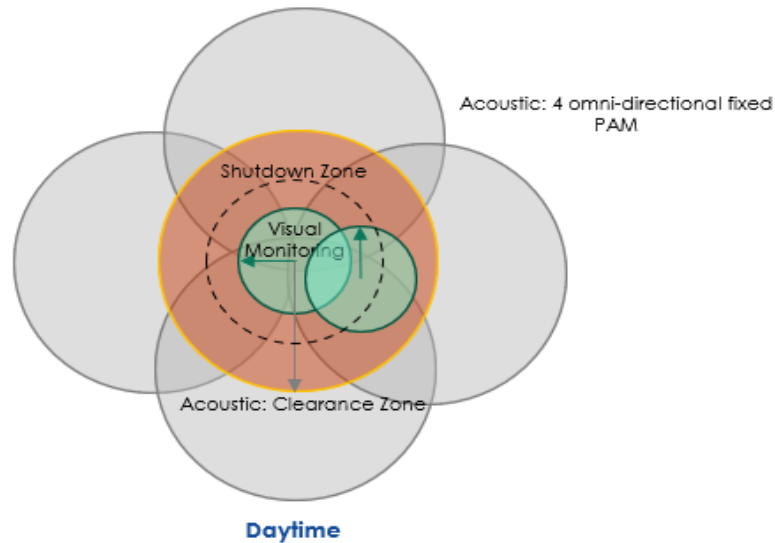 Acoustic: 4 omni-directional fixed
PAM
Shutdown Zone
Visual
Monitoring
Acoustic: Clearance Zone
Daytime